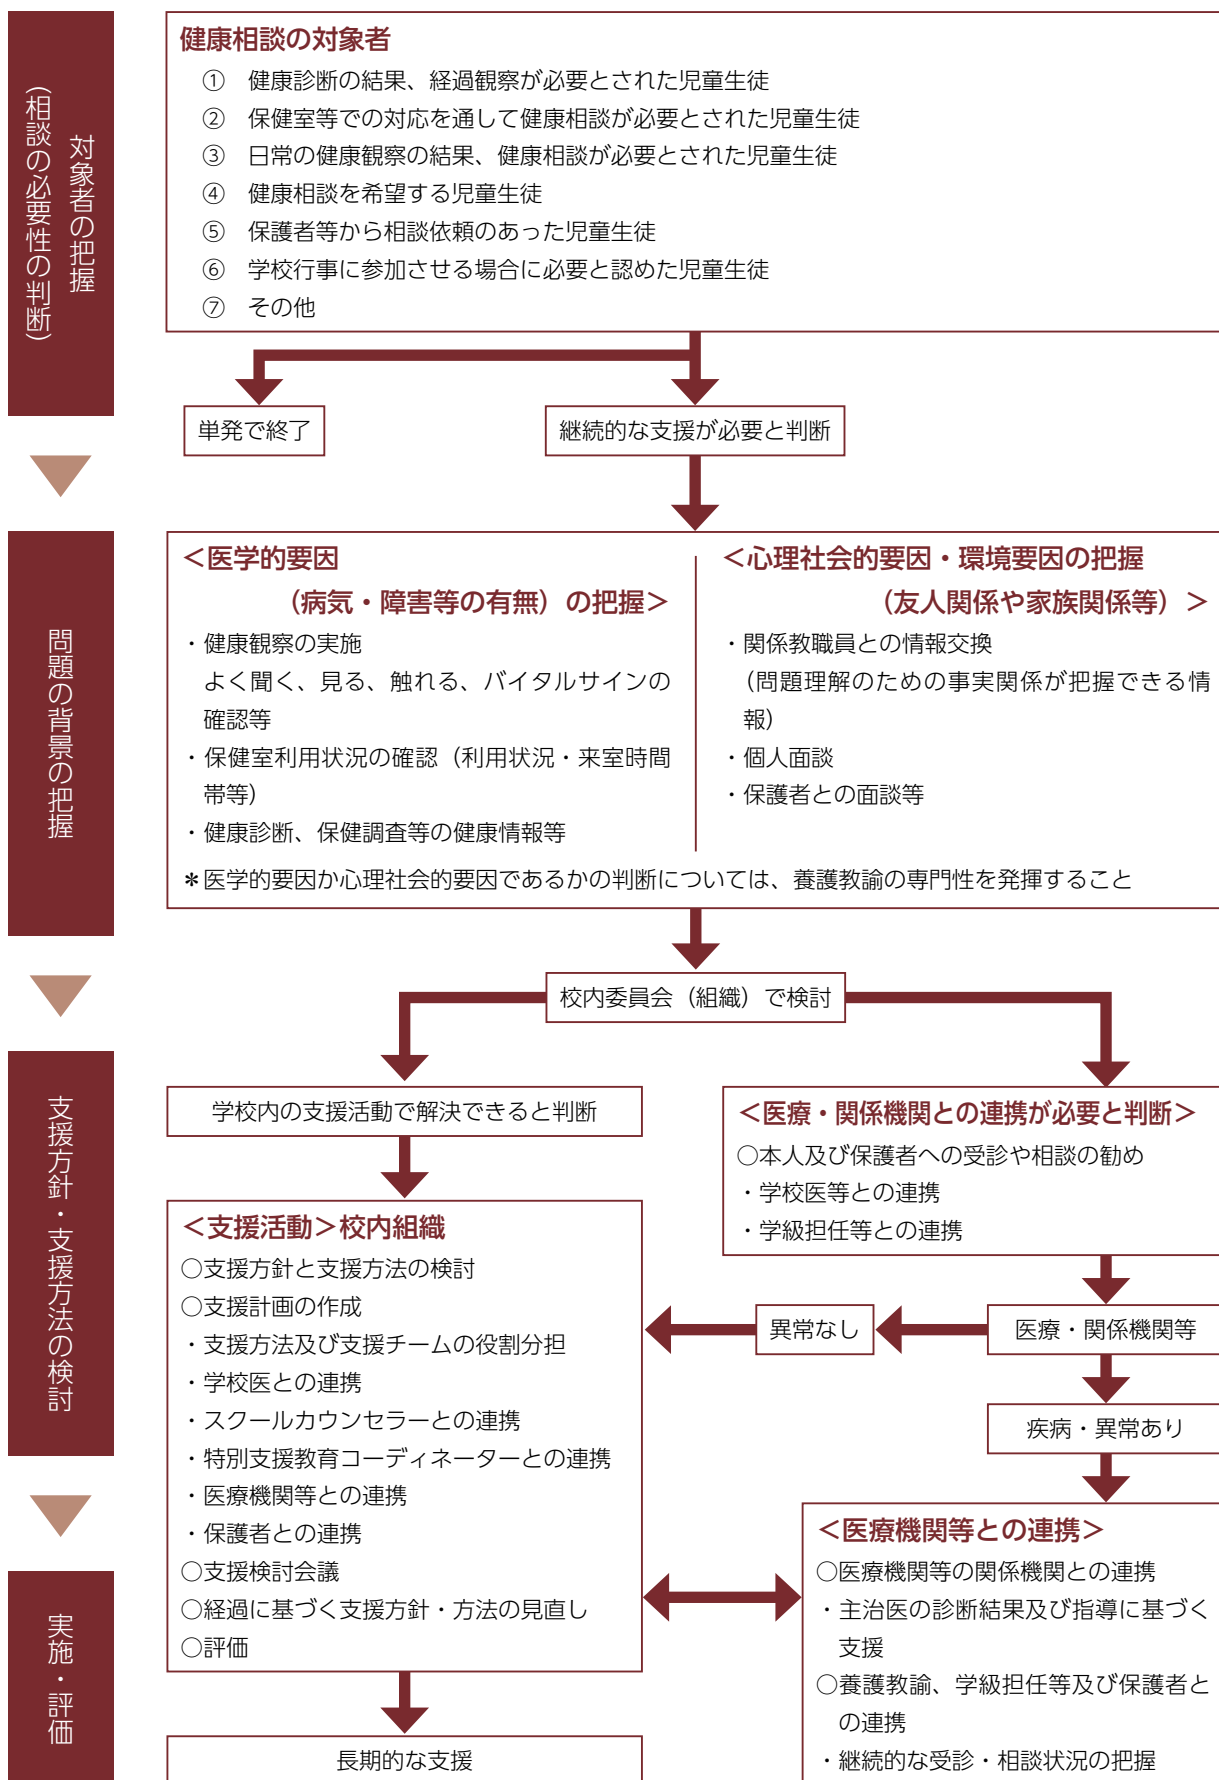 対象者の把握
(相談の必要性の判断)
健康相談の対象者
① 健康診断の結果、経過観察が必要とされた児童生徒
② 保健室等での対応を通して健康相談が必要とされた児童生徒
③ 日常の健康観察の結果、健康相談が必要とされた児童生徒
④ 健康相談を希望する児童生徒
⑤ 保護者等から相談依頼のあった児童生徒
⑥ 学校行事に参加させる場合に必要と認めた児童生徒
⑦ その他
単発で終了
継続的な支援が必要と判断
問題の背景の把握
＜医学的要因
（病気・障害等の有無）の把握＞
・健康観察の実施
よく聞く、見る、触れる、バイタルサインの
確認等
・保健室利用状況の確認（利用状況・来室時間
帯等）
・健康診断、保健調査等の健康情報等
＜心理社会的要因・環境要因の把握
（友人関係や家族関係等）＞
・関係教職員との情報交換
（問題理解のための事実関係が把握できる情
報）
・個人面談
・保護者との面談等
＊医学的要因か心理社会的要因であるかの判断については、養護教諭の専門性を発揮すること
校内委員会（組織）で検討
支援方針・支援方法の検討
学校内の支援活動で解決できると判断
＜医療・関係機関との連携が必要と判断＞
○本人及び保護者への受診や相談の勧め
・学校医等との連携
・学級担任等との連携
＜支援活動＞校内組織
○支援方針と支援方法の検討
○支援計画の作成
・支援方法及び支援チームの役割分担
・学校医との連携
・スクールカウンセラーとの連携
・特別支援教育コーディネーターとの連携
・医療機関等との連携
・保護者との連携
○支援検討会議
○経過に基づく支援方針・方法の見直し
○評価
異常なし
医療・関係機関等
疾病・異常あり
実施・評価
＜医療機関等との連携＞
○医療機関等の関係機関との連携
・主治医の診断結果及び指導に基づく
支援
○養護教諭、学級担任等及び保護者と
の連携
・継続的な受診・相談状況の把握
長期的な支援